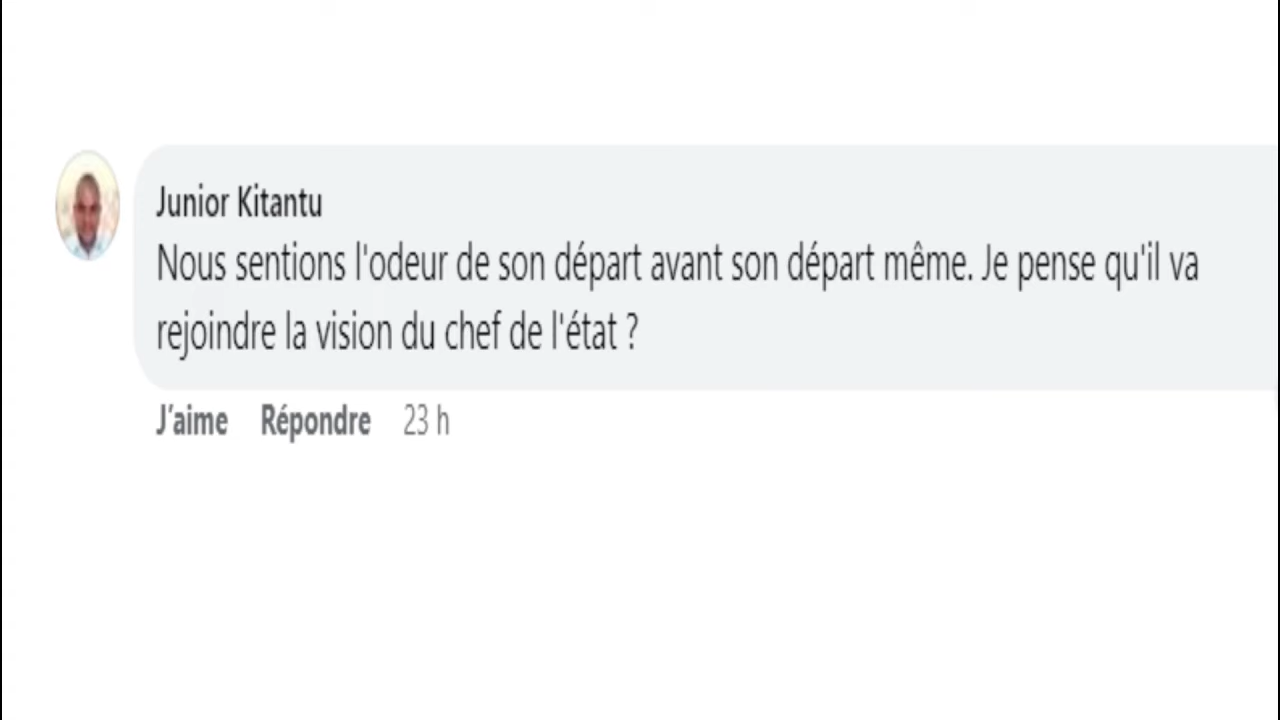 Junior Kitantu
Nous sentions l'odeur de son départ avant son départ même. Je pense qu'il va
rejoindre la vision du chef de l'état ?
J'aime Répondre 23 h